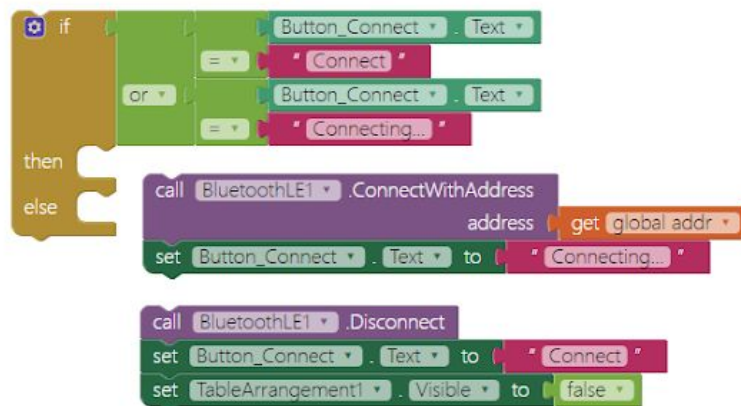 if Button_Connect . Text
= " Connect "
or Button_Connect . Text
= " Connecting... "
then
call BluetoothLE1 .ConnectWithAddress
else
address get global addr
set Button_Connect . Text to " Connecting... "
call BluetoothLE1 .Disconnect
set Button_Connect . Text to " Connect "
set TableArrangement1 . Visible to false